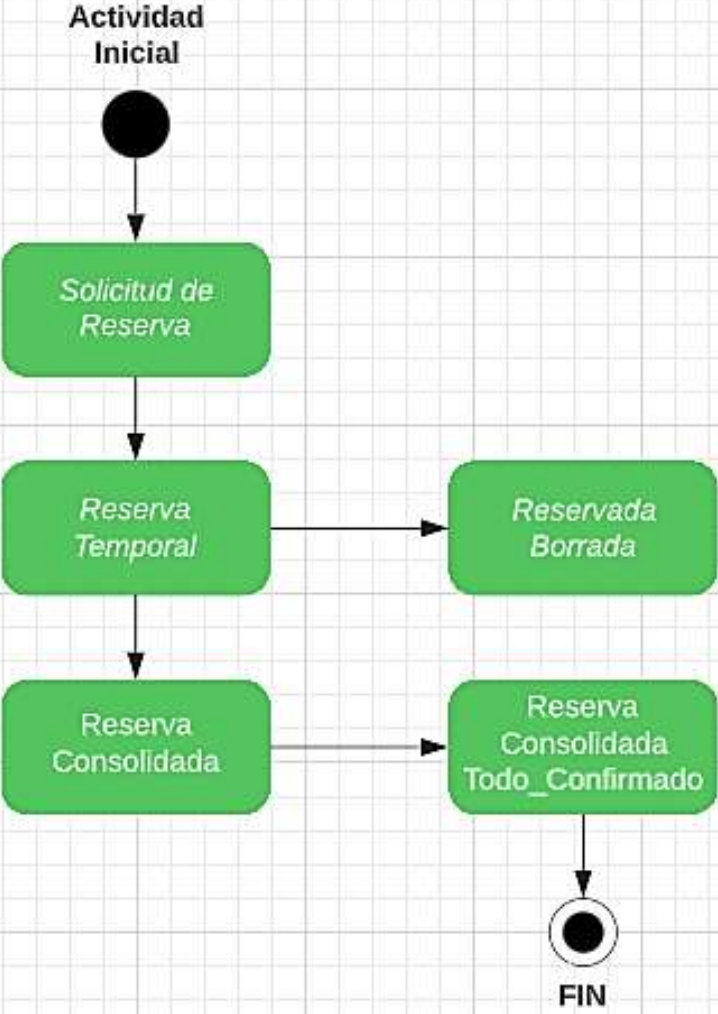 Actividad
Inicial
Solicitud de
Reserva
Reserva
Temporal
Reservada
Borrada
Reserva
Consolidada
Reserva
Consolidada
Todo_Confirmado
FIN